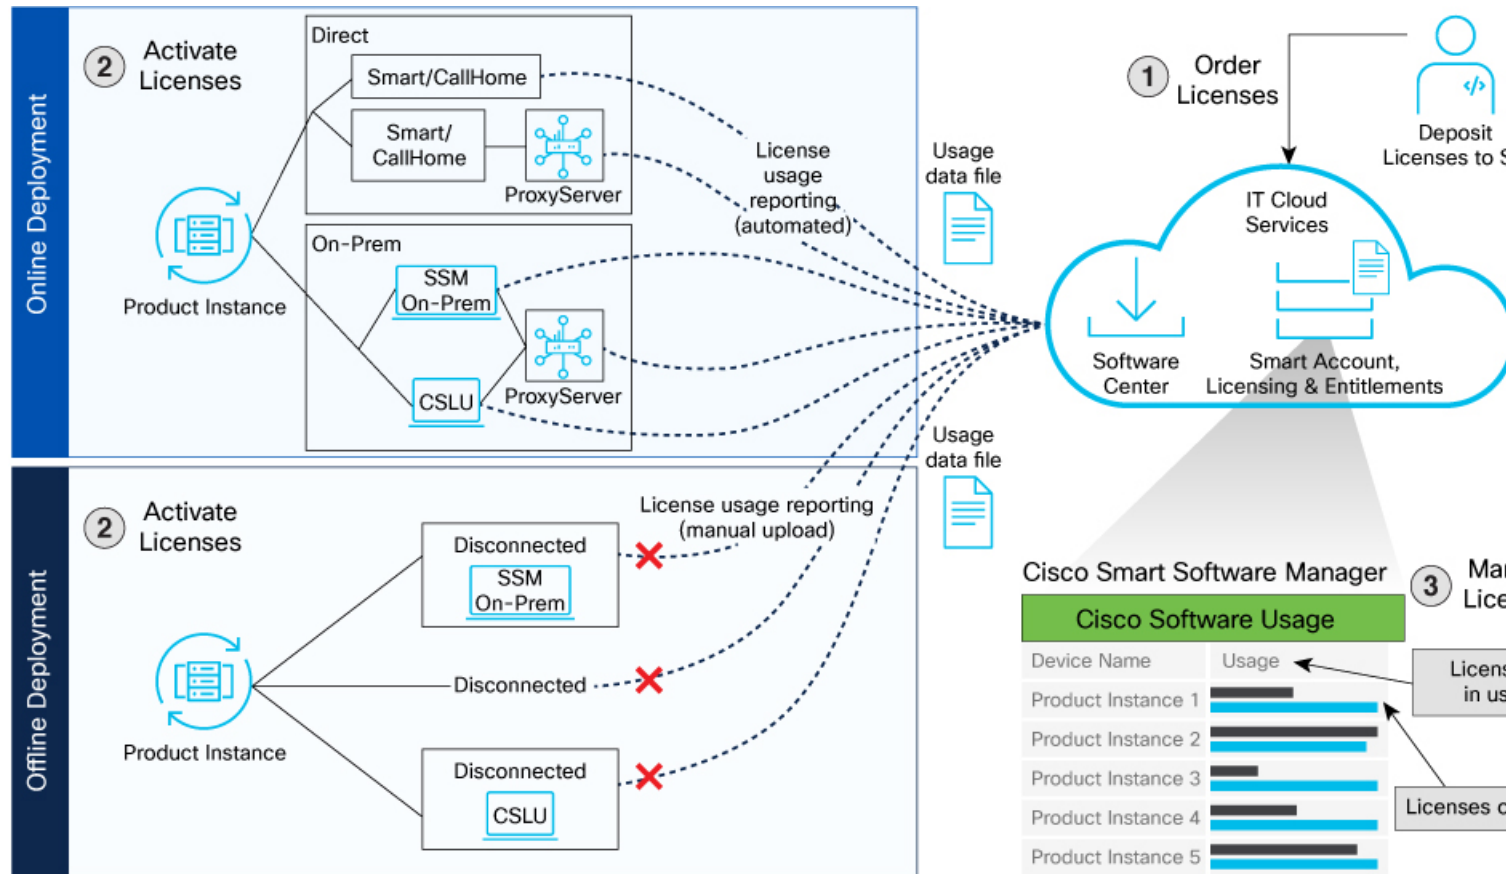 Online Deployment
2
Activate
Licenses
Direct
Smart/CallHome
Smart/
CallHome
ProxyServer
Product Instance
On-Prem
SSM
On-Prem
CSLU
ProxyServer
License
usage
reporting
(automated)
Usage
data file
1
Order
Licenses
</>
Deposit
Licenses to
IT Cloud
Services
Software
Center
Smart Account,
Licensing & Entitlements
Offline Deployment
2
Activate
Licenses
Product Instance
Disconnected
SSM
On-Prem
Disconnected
Disconnected
CSLU
License usage reporting
(manual upload)
Usage
data file
Cisco Smart Software Manager
3
Cisco Software Usage
Device Name
Usage
Product Instance 1
Product Instance 2
Product Instance 3
Product Instance 4
Product Instance 5
in
Licenses